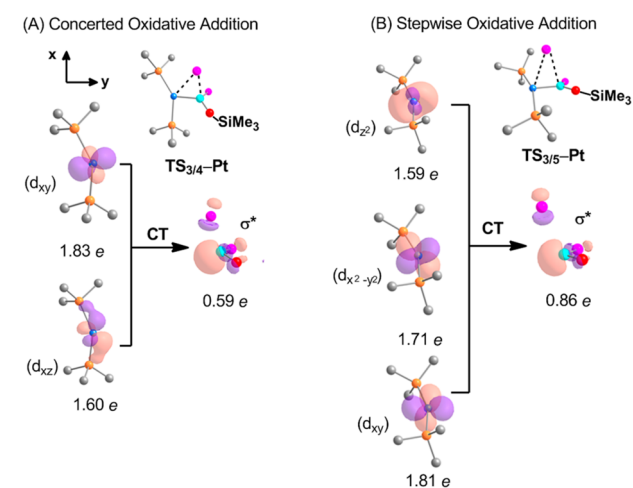 (A) Concerted Oxidative Addition
x
y
SiMe3
TS3/4–Pt
(dxy)
1.83 e
CT
σ*
0.59 e
(dxz)
1.60 e
(B) Stepwise Oxidative Addition
SiMe3
TS3/5–Pt
(dz2)
1.59 e
CT
σ*
0.86 e
(dx2-y2)
1.71 e
(dxy)
1.81 e